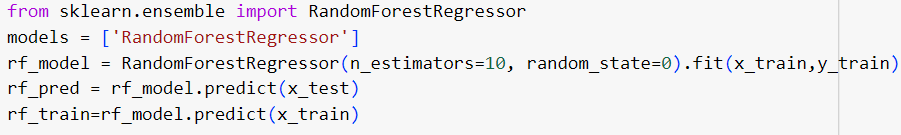 from sklearn.ensemble import RandomForestRegressor
models = ['RandomForestRegressor']
rf_model = RandomForestRegressor(n_estimators=10, random_state=0).fit(x_train,y_train)
rf_pred = rf_model.predict(x_test)
rf_train=rf_model.predict(x_train)